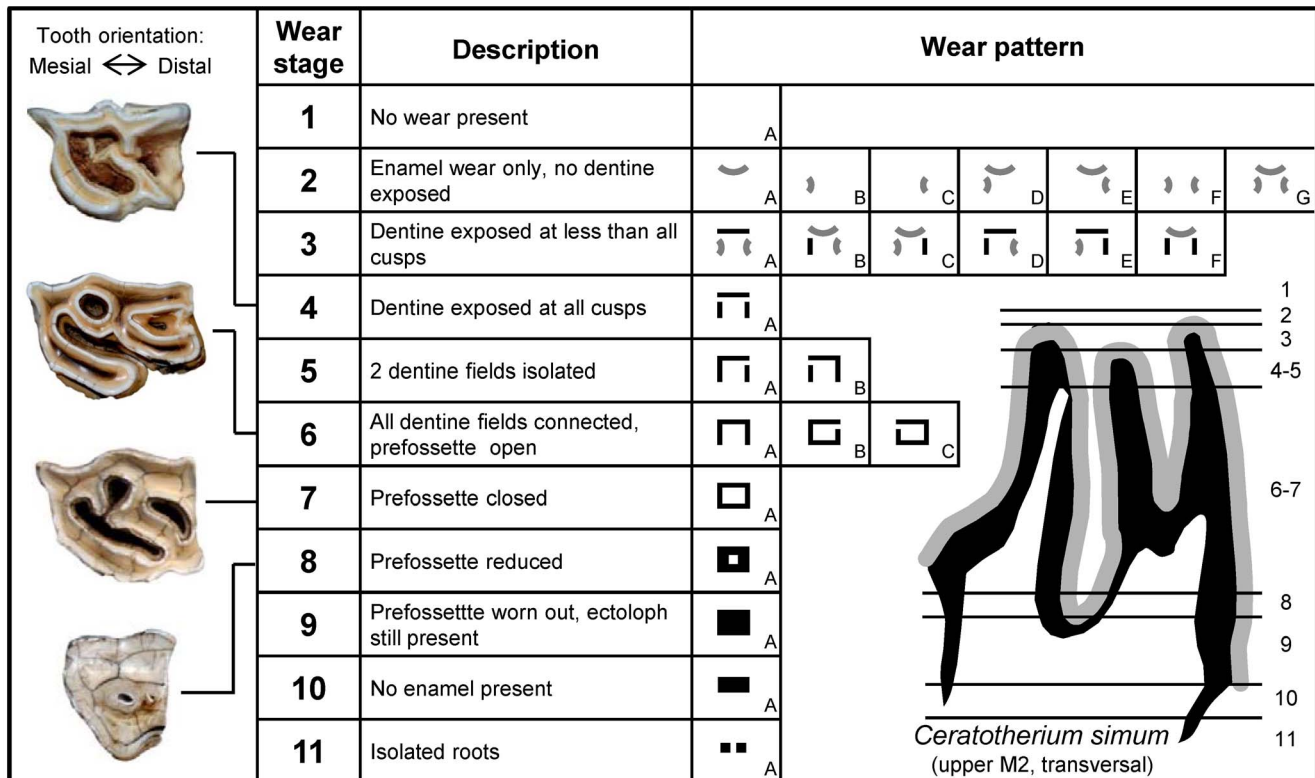 Tooth orientation:
Mesial ⟷ Distal
Wear stage
Description
Wear pattern
1
No wear present
A
2
Enamel wear only, no dentine
exposed
A
B
C
D
E
F
G
3
Dentine exposed at less than all
cusps
A
B
C
D
E
F
4
Dentine exposed at all cusps
A
5
2 dentine fields isolated
A
B
6
All dentine fields connected,
prefossette open
A
B
C
7
Prefossette closed
A
8
Prefossette reduced
A
9
Prefossettte worn out, ectoloph
still present
A
10
No enamel present
A
11
Isolated roots
A
1
2
3
4-5
6-7
8
9
10
11
Ceratotherium simum
(upper M2, transversal)